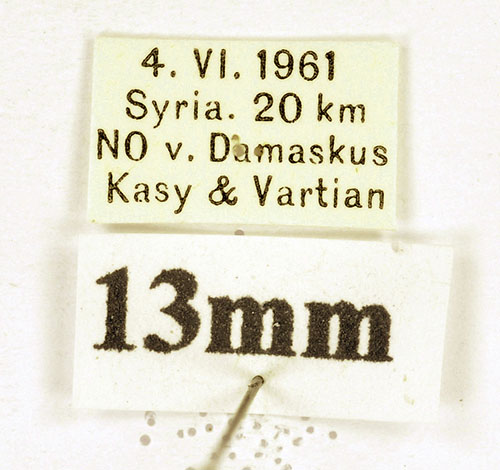 4. VI. 1961
Syria. 20 km
NO v. Damaskus
Kasy & Vartian
13mm